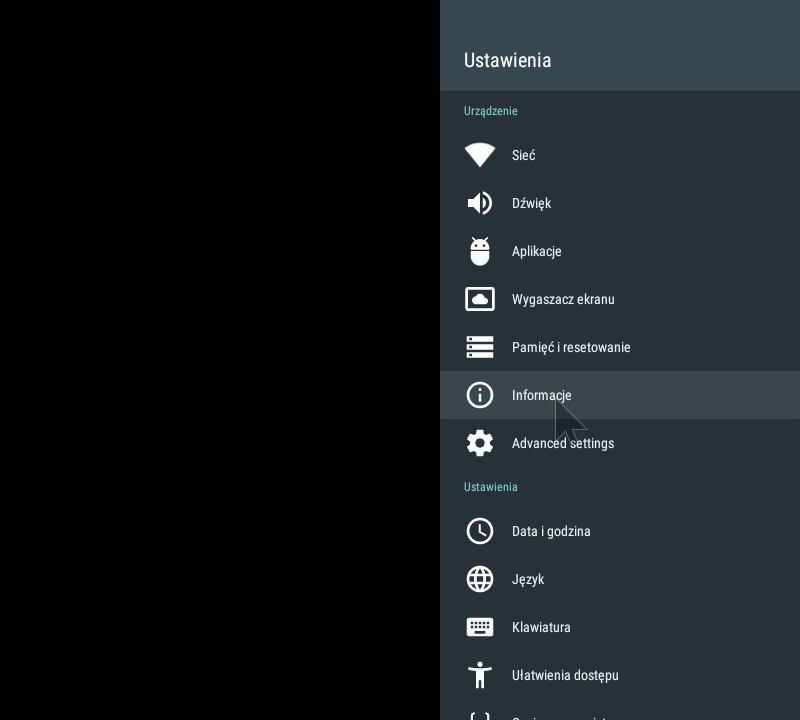 Ustawienia
Urządzenie
Sieć
Dźwięk
Aplikacje
Wygaszacz ekranu
Pamięć i resetowanie
Informacje
Advanced settings
Ustawienia
Data i godzina
Język
Klawiatura
Ułatwienia dostępu